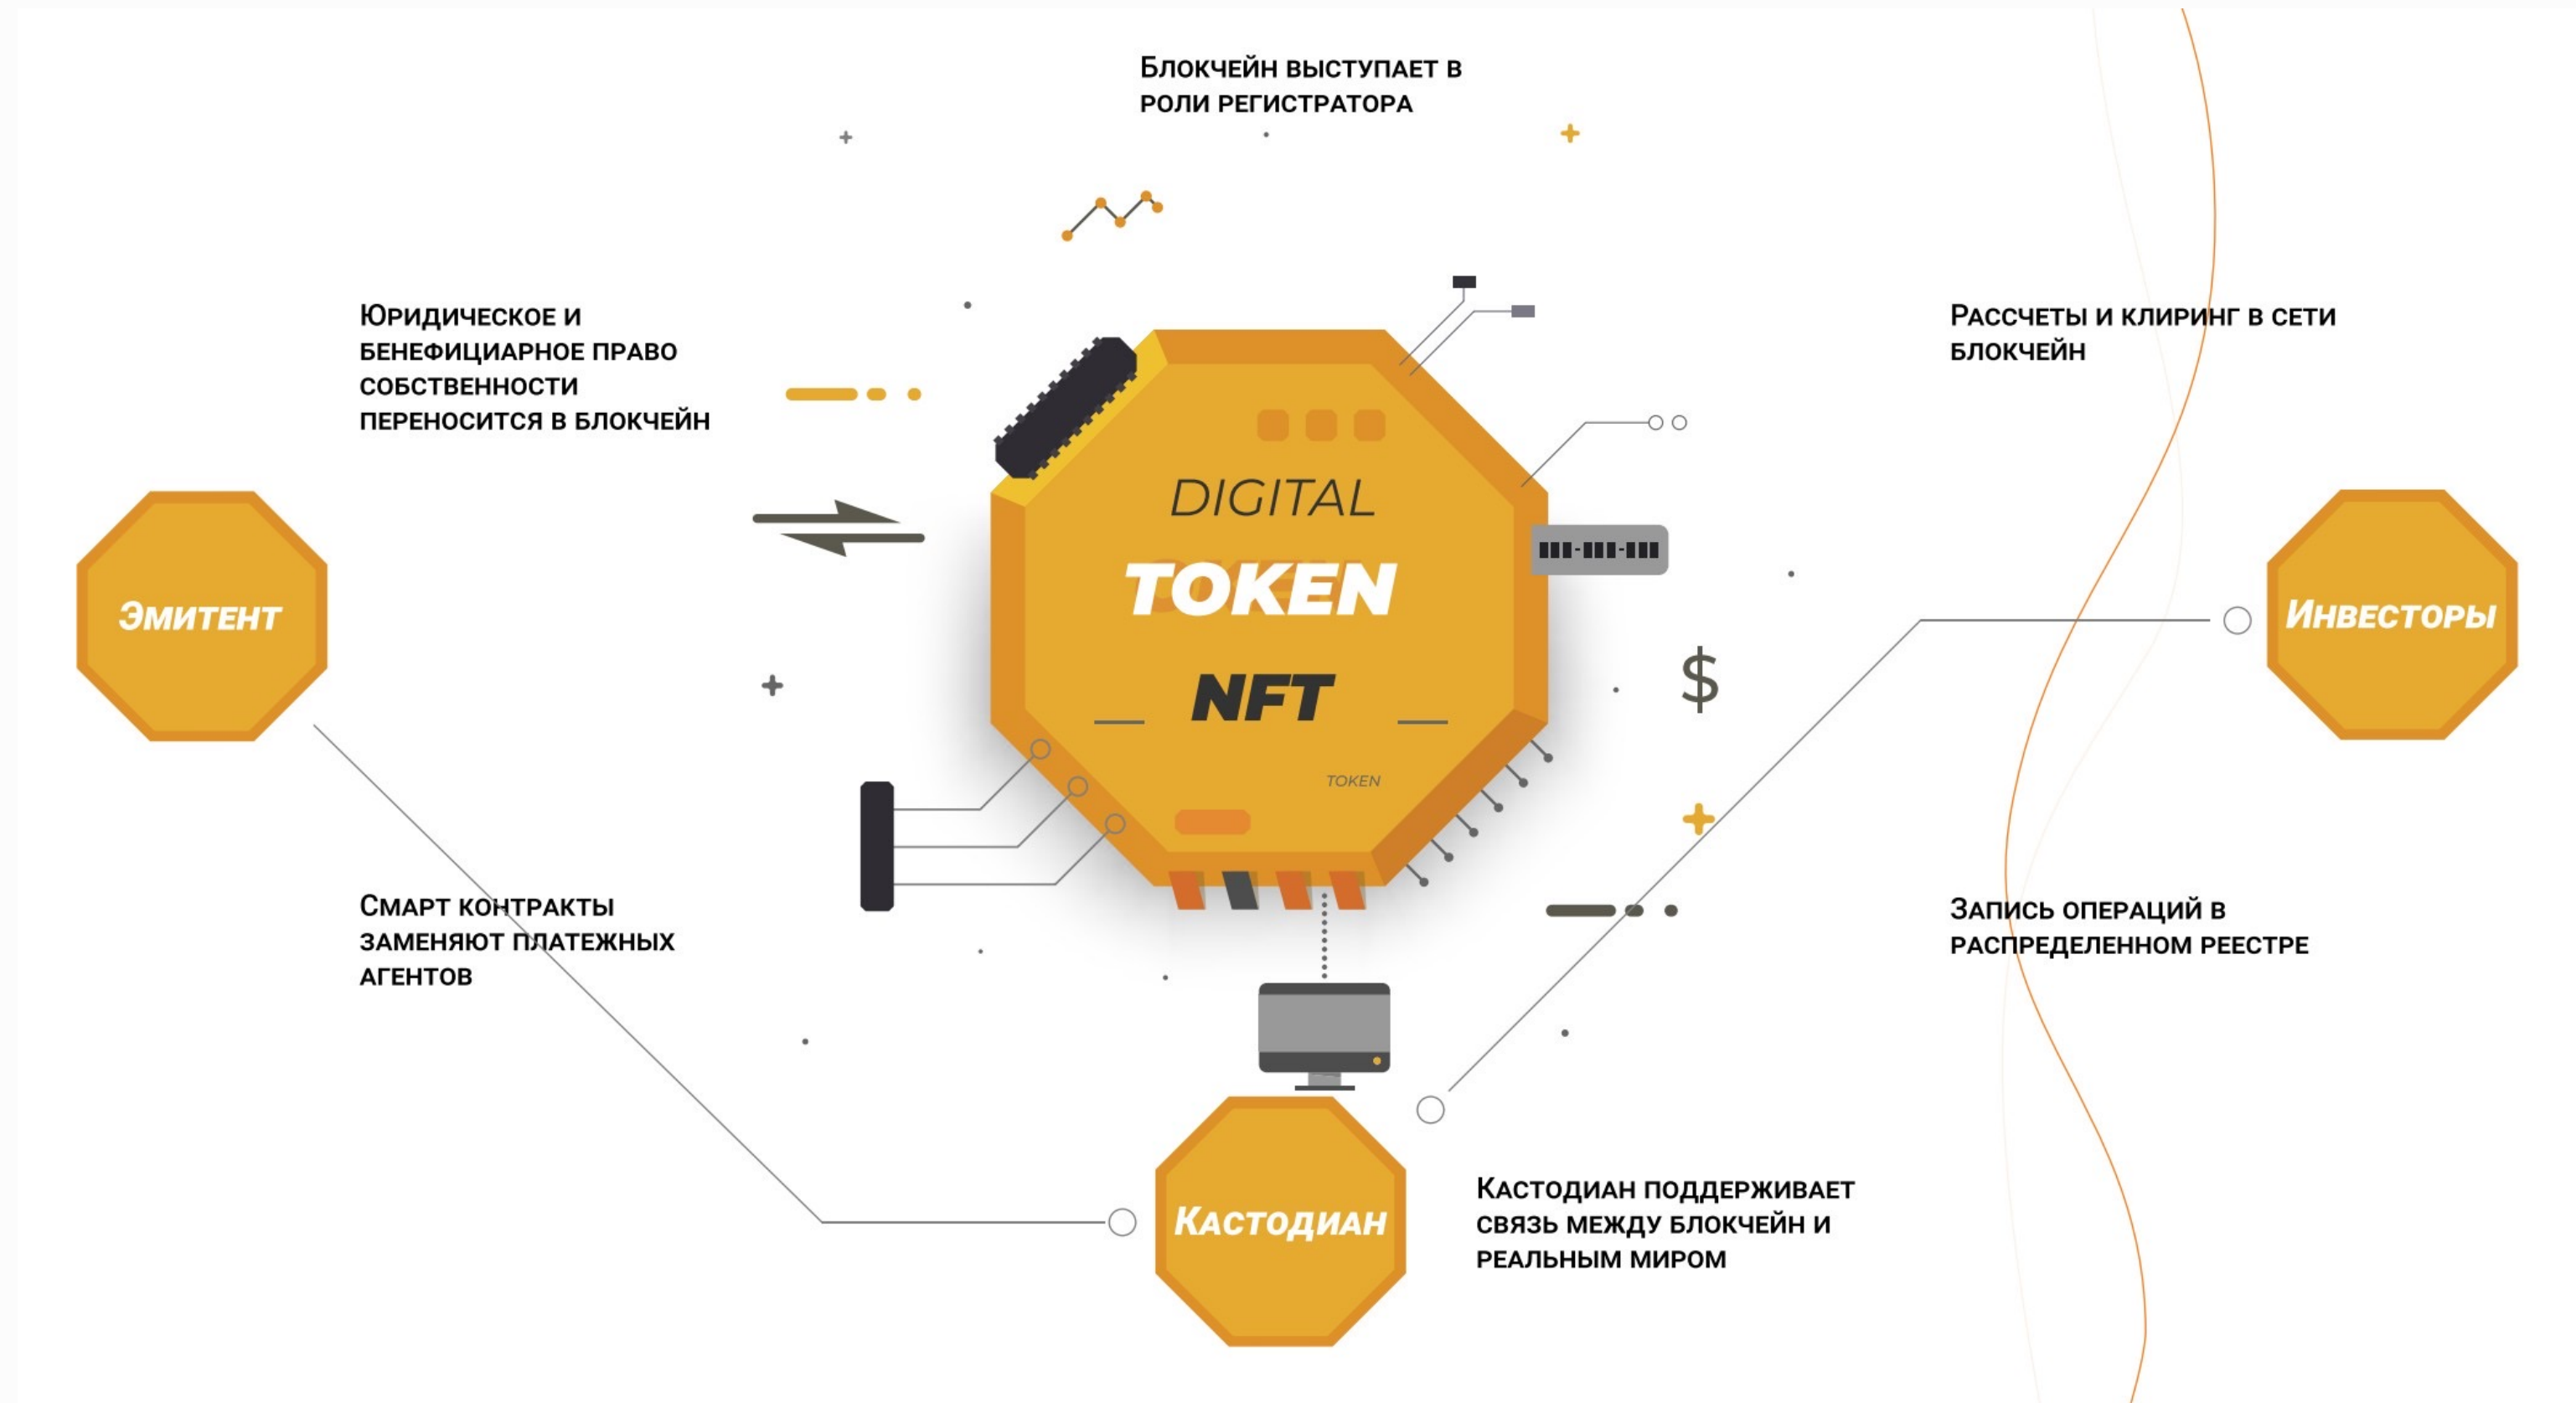 Блокчейн выступает в
роли регистратора
Юридическое и
бенефициарное право
собственности
переносится в блокчейн
Рассчеты и клиринг в сети
блокчейн
DIGITAL
TOKEN
NFT
TOKEN
Эмитент
Инвесторы
$
Смарт контракты
заменяют платежных
агентов
Запись операций в
распределенном реестре
Кастодиан
Кастодиан поддерживает
связь между блокчейн и
реальным миром